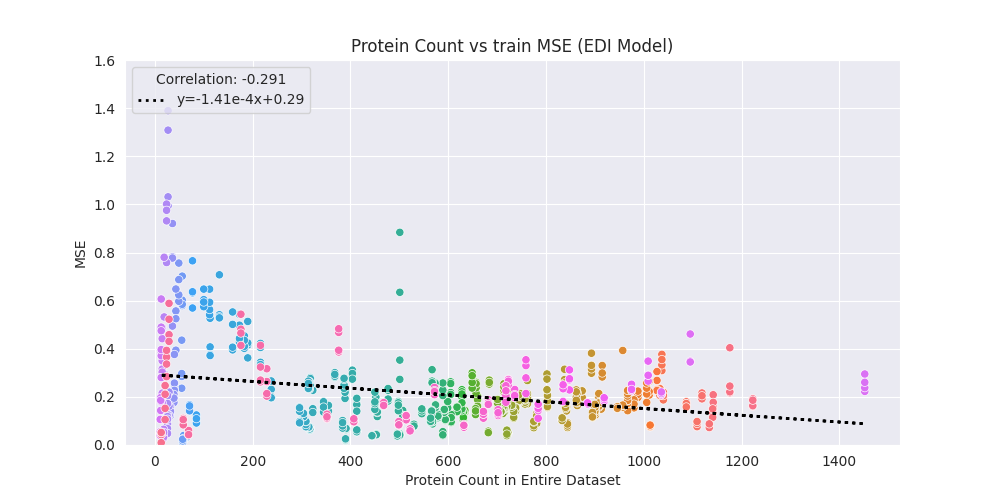 Protein Count vs train MSE (EDI Model)
Correlation: -0.291
y=-1.41e-4x+0.29
MSE
1.6
1.4
1.2
1.0
0.8
0.6
0.4
0.2
0.0
0 200 400 600 800 1000 1200 1400
Protein Count in Entire Dataset